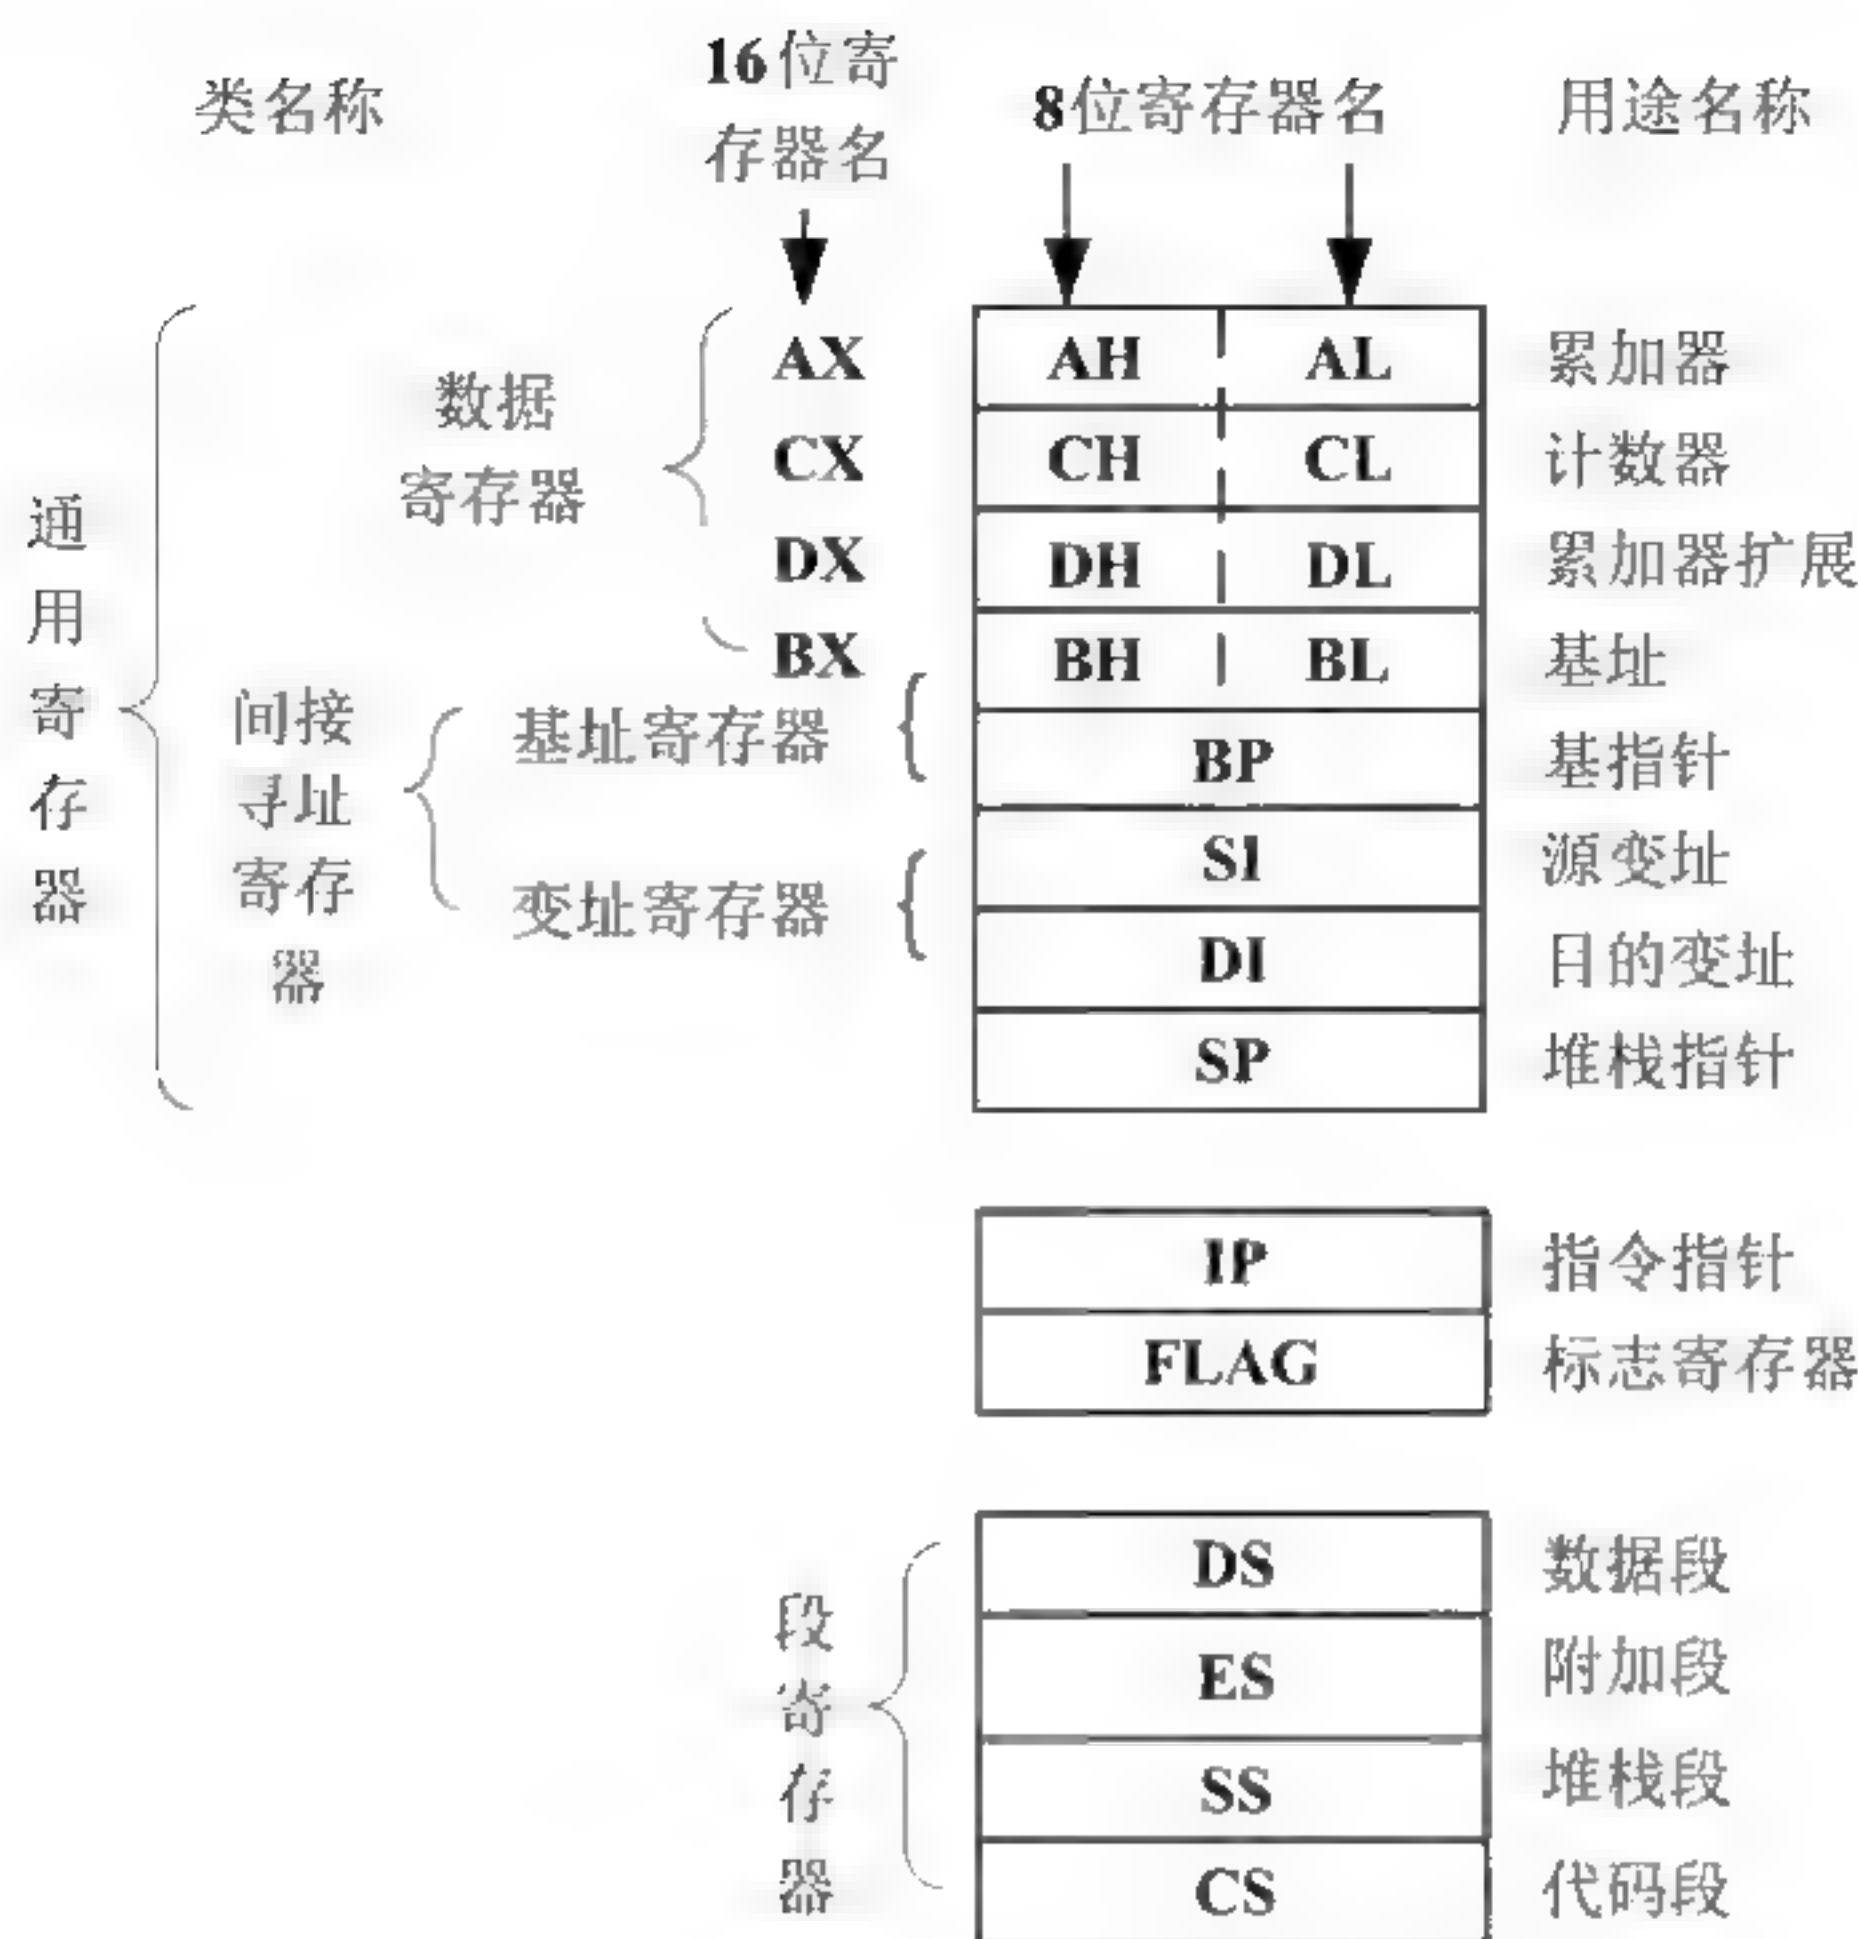 类名称
16位寄
存器名
8位寄存器名
用途名称
通用寄存器
数据
寄存器
AX AH AL 累加器
CX CH CL 计数器
DX DH DL 累加器扩展
BX BH BL 基址
间接
寻址
寄存
器
基址寄存器
BP 基指针
变址寄存器
SI 源变址
DI 目的变址
SP 堆栈指针
IP 指令指针
FLAG 标志寄存器
段寄存器
DS 数据段
ES 附加段
SS 堆栈段
CS 代码段